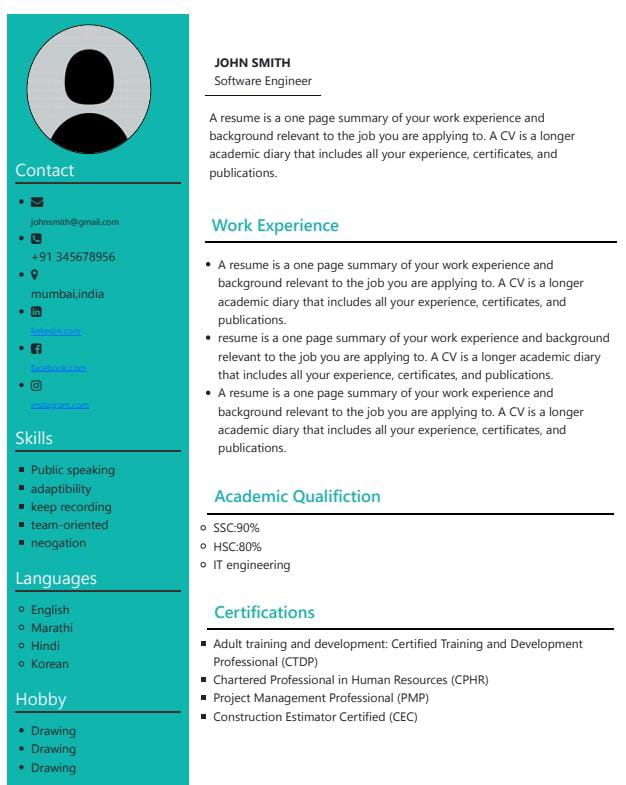 Contact
johnsmith@gmail.com
+91 345678956
mumbai,india
linkedin.com
facebook.com
instagram.com
Skills
Public speaking
adaptibility
keep recording
team-oriented
neogation
Languages
English
Marathi
Hindi
Korean
Hobby
Drawing
Drawing
Drawing
JOHN SMITH
Software Engineer
A resume is a one page summary of your work experience and
background relevant to the job you are applying to. A CV is a longer
academic diary that includes all your experience, certificates, and
publications.
Work Experience
A resume is a one page summary of your work experience and
background relevant to the job you are applying to. A CV is a longer
academic diary that includes all your experience, certificates, and
publications.
resume is a one page summary of your work experience and background
relevant to the job you are applying to. A CV is a longer academic diary
that includes all your experience, certificates, and publications.
A resume is a one page summary of your work experience and
background relevant to the job you are applying to. A CV is a longer
academic diary that includes all your experience, certificates, and
publications.
Academic Qualifiction
SSC:90%
HSC:80%
IT engineering
Certifications
Adult training and development: Certified Training and Development
Professional (CTDP)
Chartered Professional in Human Resources (CPHR)
Project Management Professional (PMP)
Construction Estimator Certified (CEC)